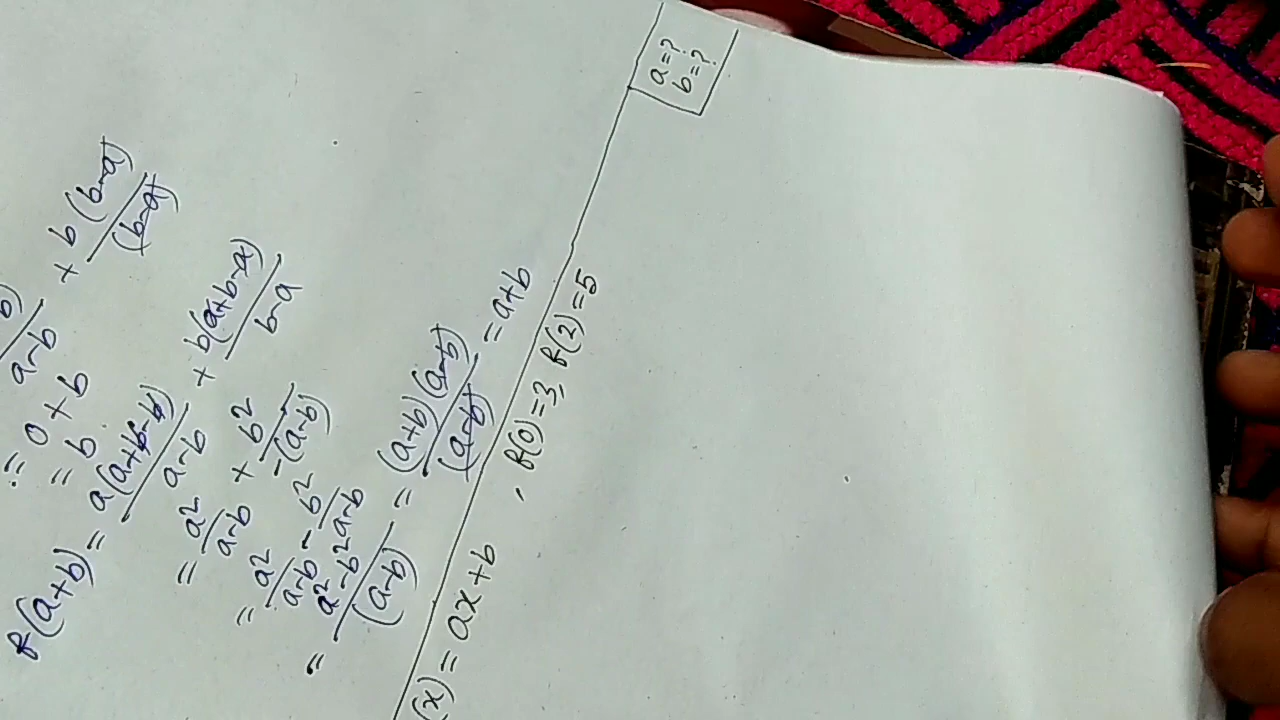 b)/a-b + b(b-a)/(b-a)
∴ = 0 + b
= b.
f(a+b) = a(a+b-b)/a-b + b(a+b-a)/b-a
= a²/a-b + b²/-(a-b)
= a²/a-b - b²/a-b
= a²-b²/(a-b) = (a+b)(a-b)/(a-b) = a+b
(x) = ax+b , f(0)=3, f(2)=5
a=?
b=?